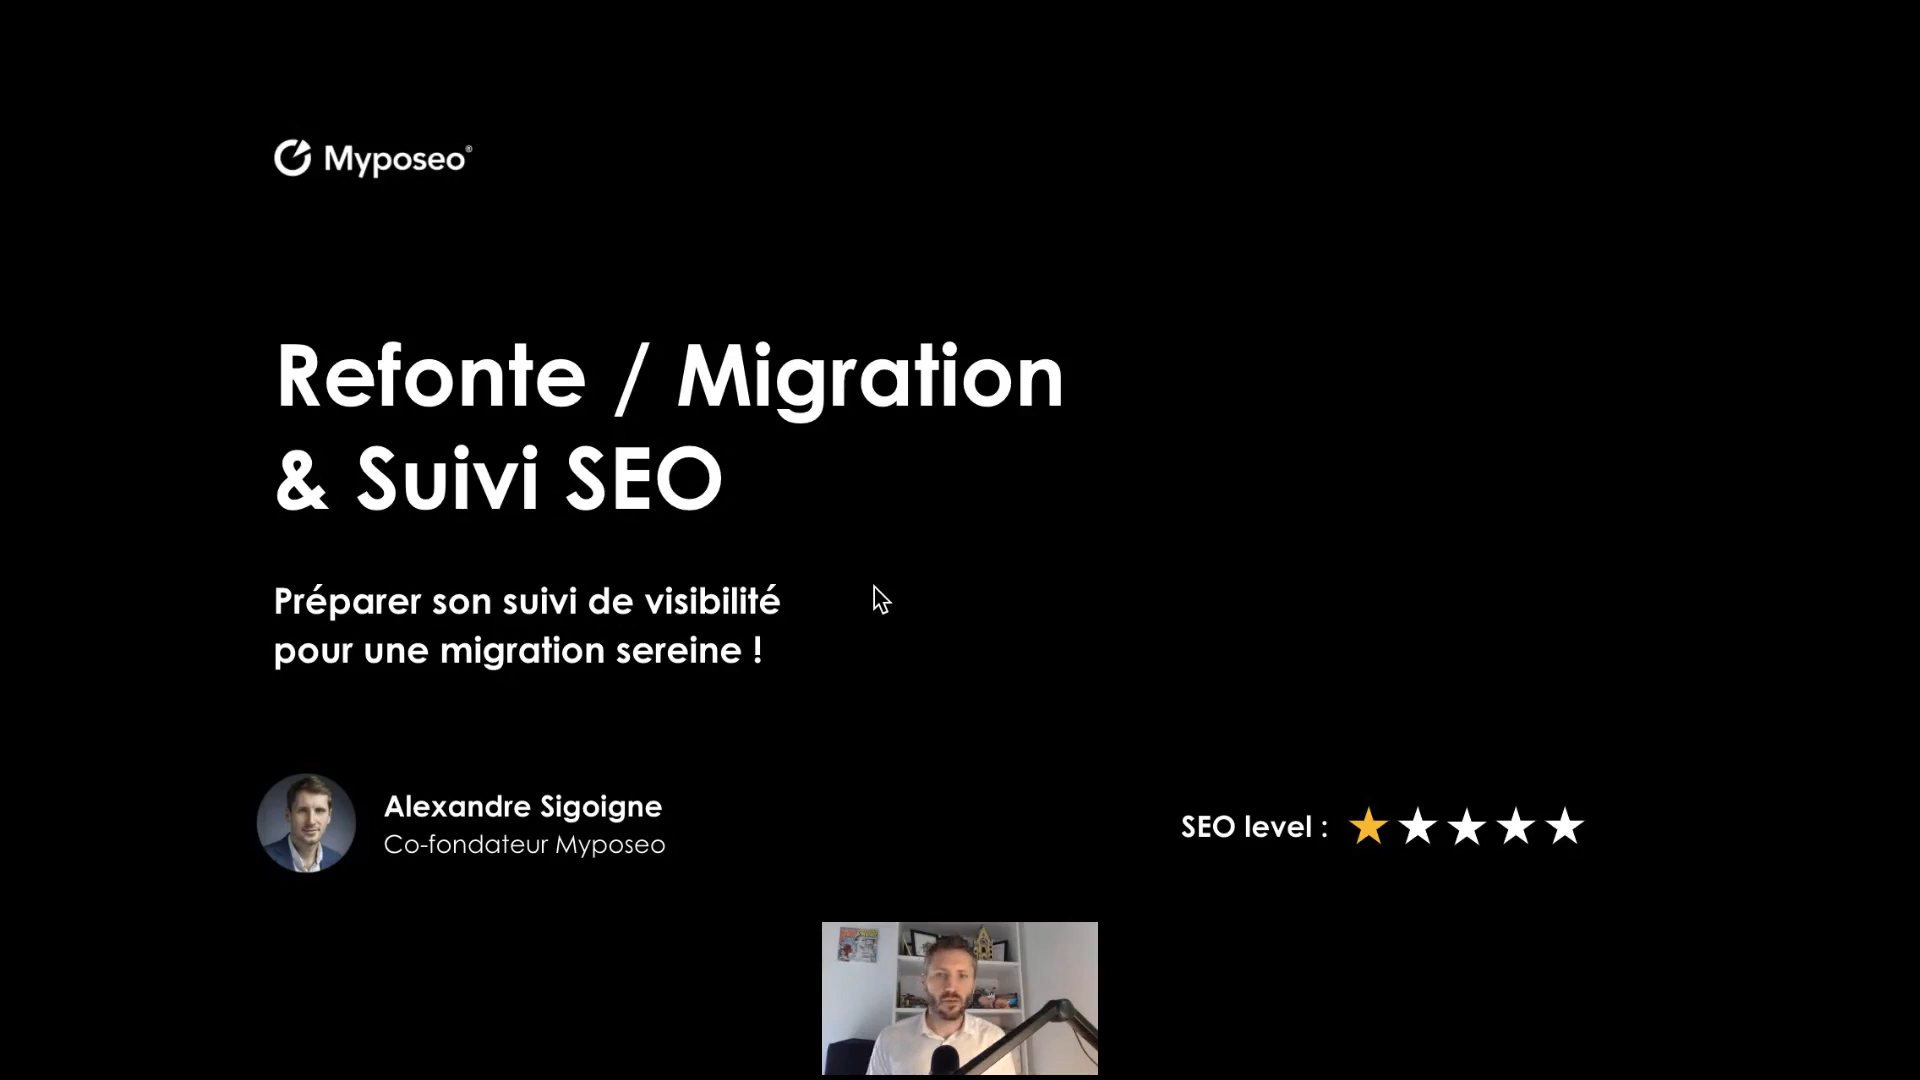 Myposeo®
Refonte / Migration
& Suivi SEO
Préparer son suivi de visibilité
pour une migration sereine !
Alexandre Sigoigne
Co-fondateur Myposeo
SEO level :